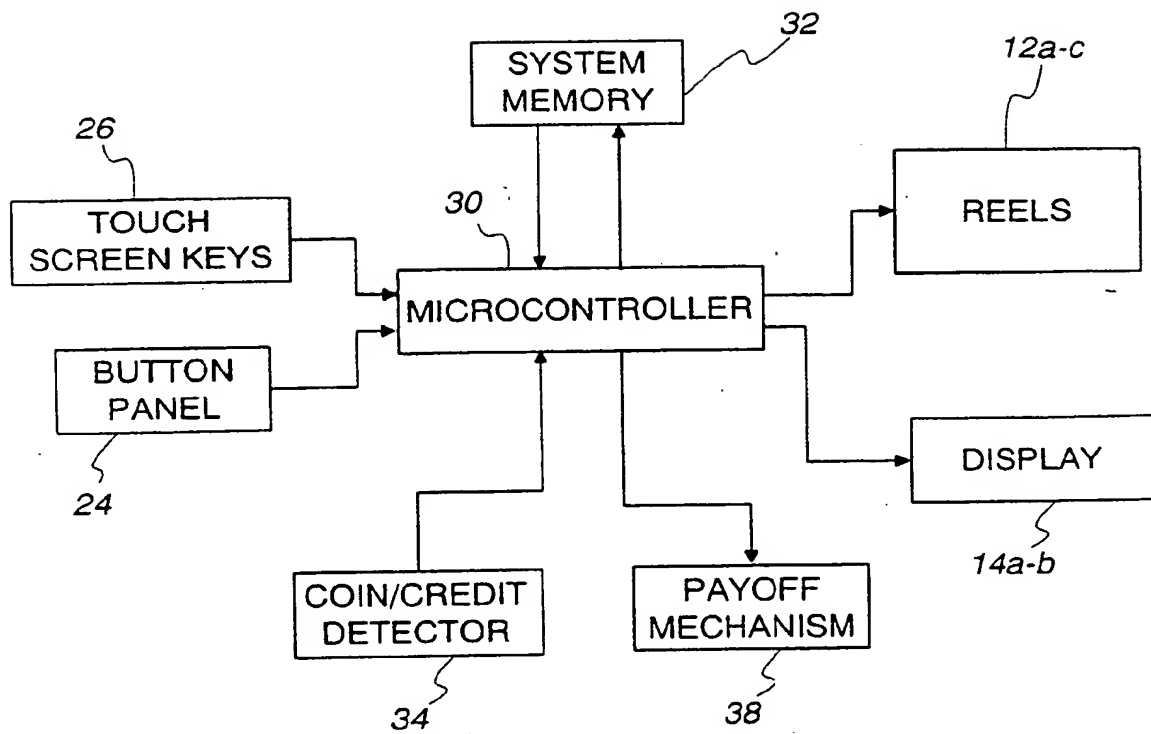 32
SYSTEM
MEMORY
12a-c
26
TOUCH
SCREEN KEYS
30
REELS
MICROCONTROLLER
BUTTON
PANEL
24
DISPLAY
14a-b
COIN/CREDIT
DETECTOR
34
PAYOFF
MECHANISM
38